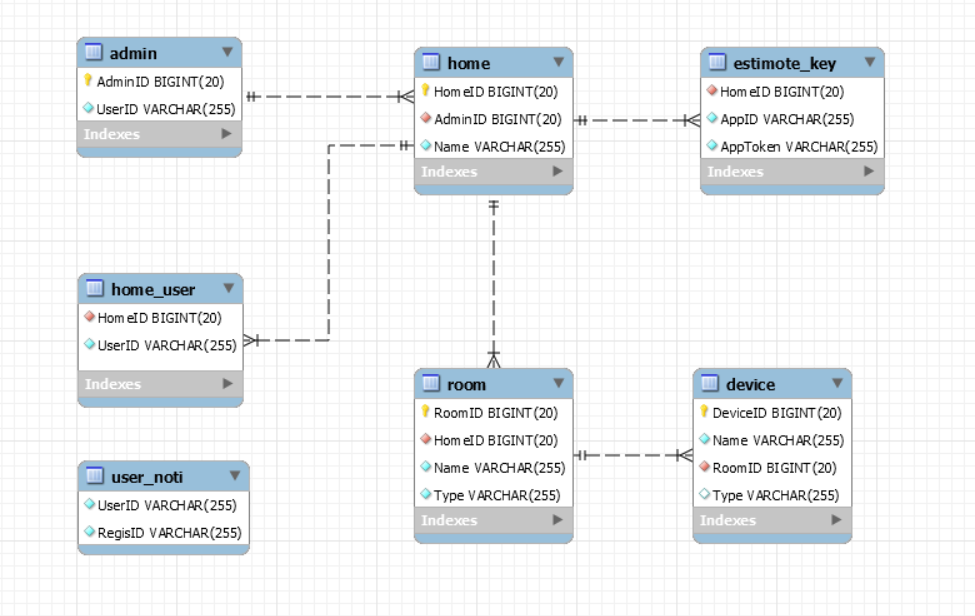 admin
AdminID BIGINT(20)
UserID VARCHAR(255)
Indexes
home
HomeID BIGINT(20)
AdminID BIGINT(20)
Name VARCHAR(255)
Indexes
estimote_key
HomeID BIGINT(20)
AppID VARCHAR(255)
AppToken VARCHAR(255)
Indexes
home_user
HomeID BIGINT(20)
UserID VARCHAR(255)
Indexes
room
RoomID BIGINT(20)
HomeID BIGINT(20)
Name VARCHAR(255)
Type VARCHAR(255)
Indexes
device
DeviceID BIGINT(20)
Name VARCHAR(255)
RoomID BIGINT(20)
Type VARCHAR(255)
Indexes
user_noti
UserID VARCHAR(255)
RegisID VARCHAR(255)